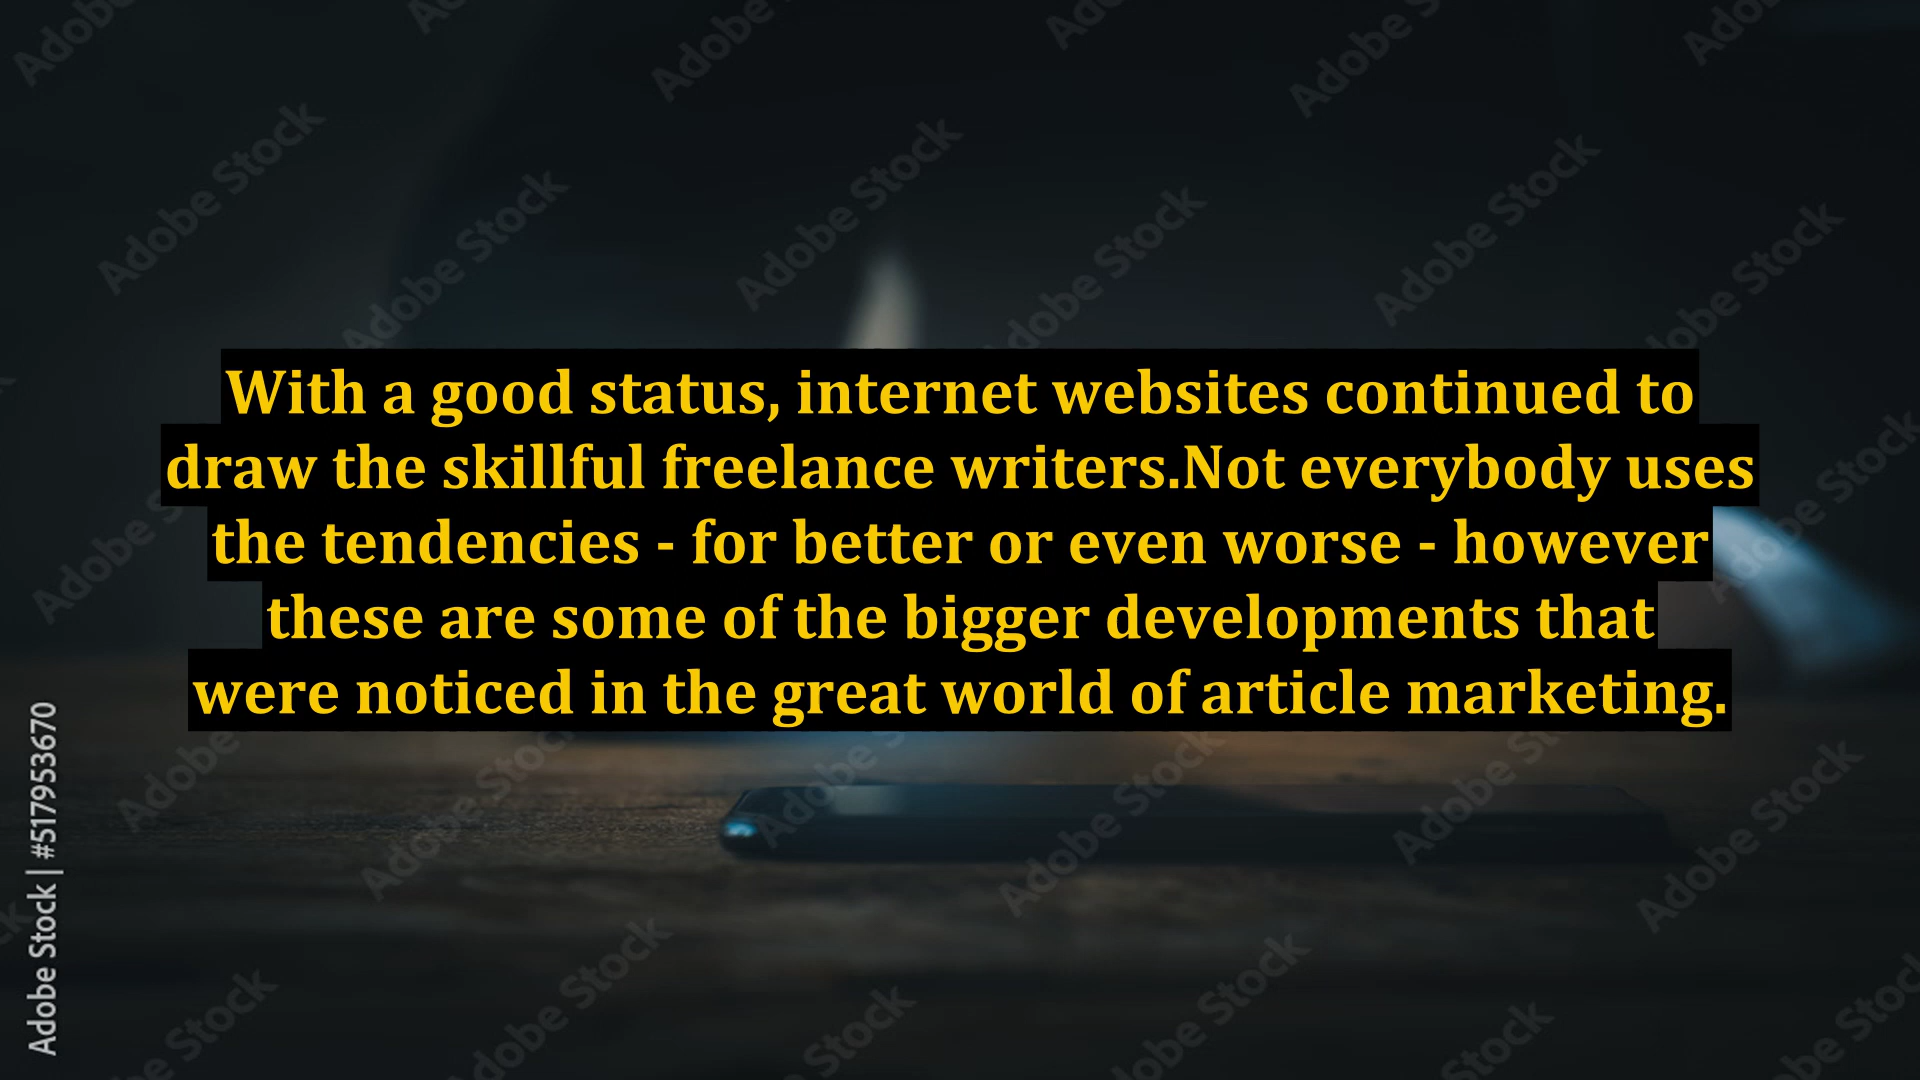 With a good status, internet websites continued to
draw the skillful freelance writers.Not everybody uses
the tendencies - for better or even worse - however
these are some of the bigger developments that
were noticed in the great world of article marketing.
Adobe Stock | #517953670
Adobe Stock